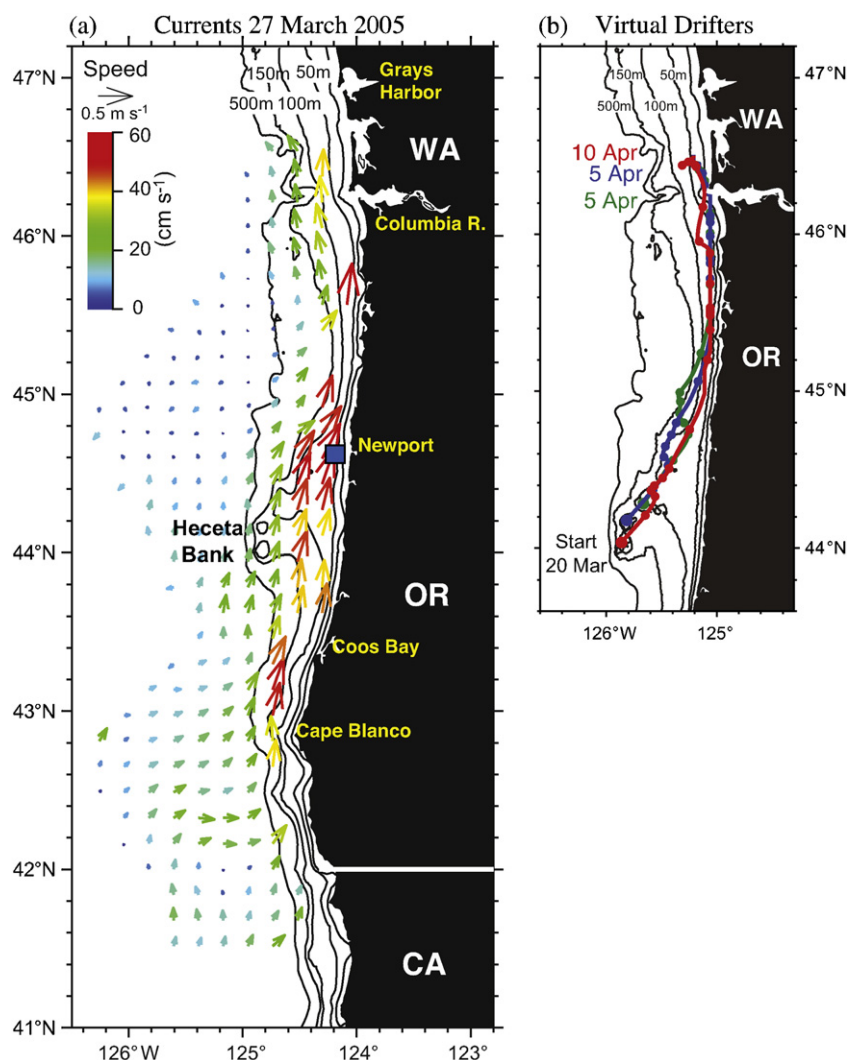 (a) Currents 27 March 2005
Speed
0.5 m s⁻¹
60
40
20
0
(cm s⁻¹)
150m 50m
500m 100m
Grays
Harbor
WA
Columbia R.
Newport
Heceta
Bank
OR
Coos Bay
Cape Blanco
CA
47°N
46°N
45°N
44°N
43°N
42°N
41°N
126°W 125° 124° 123°
(b) Virtual Drifters
150m 50m
500m 100m
WA
10 Apr
5 Apr
5 Apr
OR
Start
20 Mar
47°N
46°N
45°N
44°N
126°W 125°